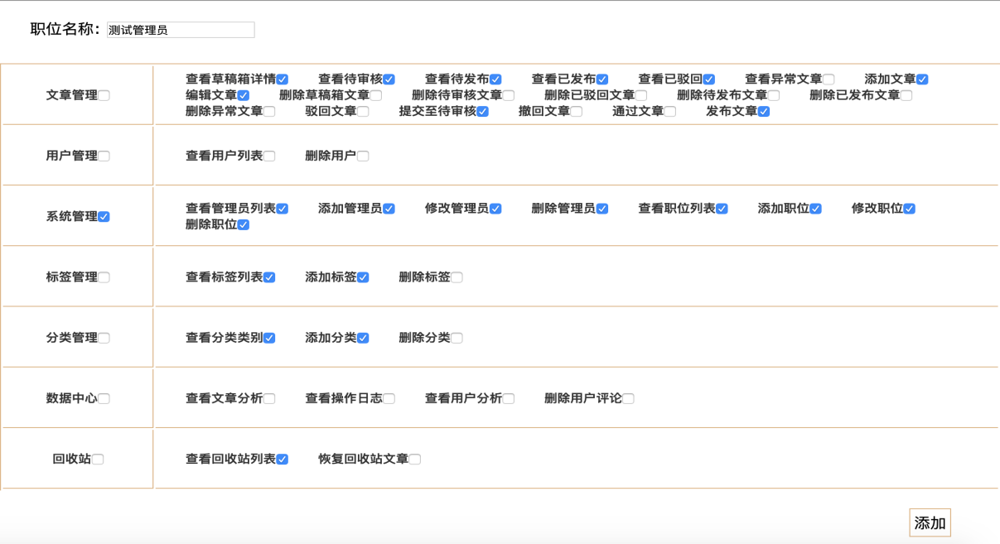 职位名称：测试管理员
文章管理
查看草稿箱详情 查看待审核 查看待发布 查看已发布 查看已驳回 查看异常文章 添加文章
编辑文章 删除草稿箱文章 删除待审核文章 删除已驳回文章 删除待发布文章 删除已发布文章
删除异常文章 驳回文章 提交至待审核 撤回文章 通过文章 发布文章
用户管理 查看用户列表 删除用户
系统管理
查看管理员列表 添加管理员 修改管理员 删除管理员 查看职位列表 添加职位 修改职位
删除职位
标签管理 查看标签列表 添加标签 删除标签
分类管理 查看分类类别 添加分类 删除分类
数据中心 查看文章分析 查看操作日志 查看用户分析 删除用户评论
回收站 查看回收站列表 恢复回收站文章
添加